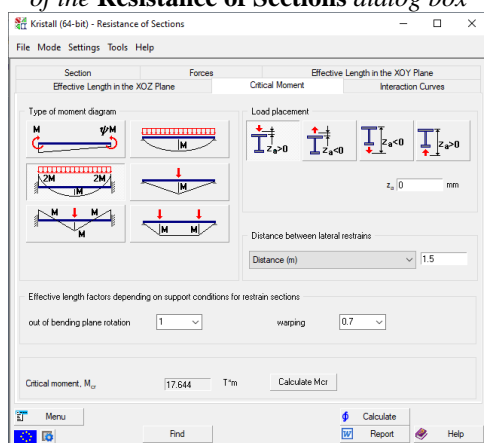 of the Resistance of Sections dialog box
Kristall (64-bit) - Resistance of Sections
File Mode Settings Tools Help
Section Forces Effective Length in the XOY Plane
Effective Length in the XOZ Plane Critical Moment Interaction Curves
Type of moment diagram
M ψM
M
2M 2M
M
M
M M
M
M M
Load placement
zₐ>0 zₐ<0 zₐ<0 zₐ>0
zₐ 0 mm
Distance between lateral restrains
Distance (m) 1.5
Effective length factors depending on support conditions for restrain sections
out of bending plane rotation 1 warping 0.7
Critical moment, Mcr 17.644 T*m Calculate Mcr
Menu Calculate
Find Report Help